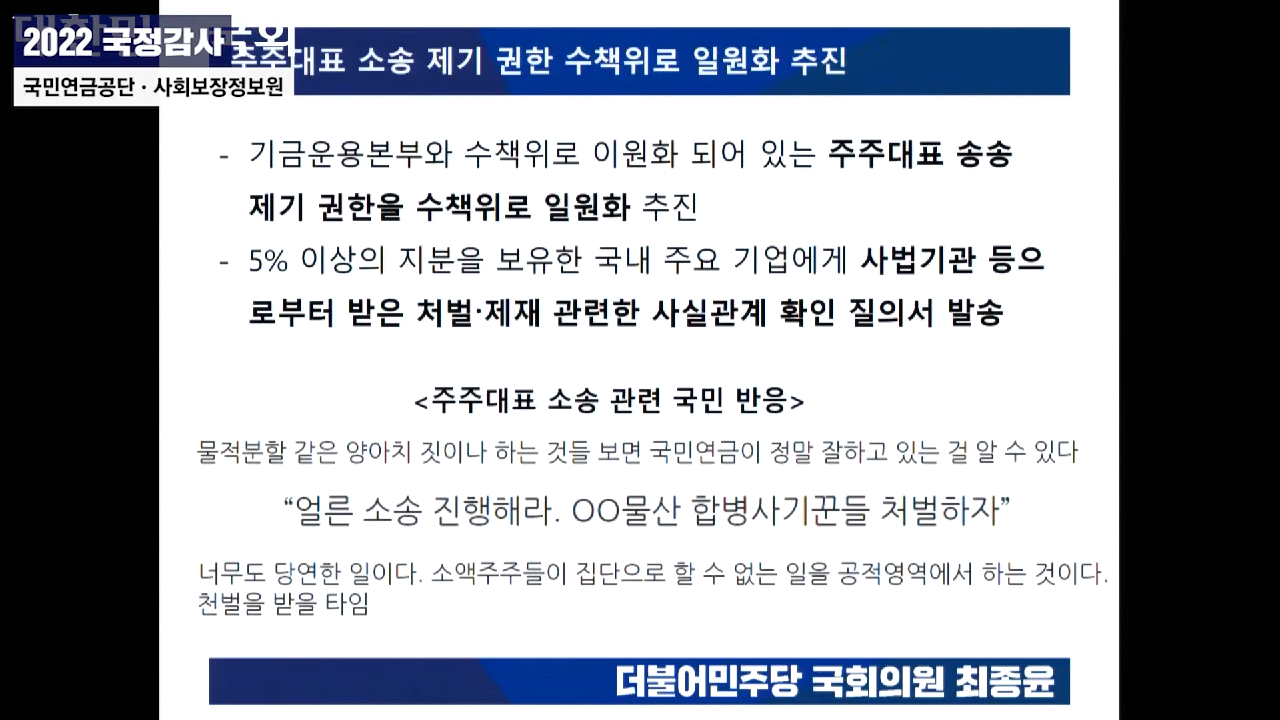 2022 국정감사
국민연금공단 · 사회보장정보원
주주대표 소송 제기 권한 수책위로 일원화 추진
- 기금운용본부와 수책위로 이원화 되어 있는 주주대표 송송
제기 권한을 수책위로 일원화 추진
- 5% 이상의 지분을 보유한 국내 주요 기업에게 사법기관 등으
로부터 받은 처벌·제재 관련한 사실관계 확인 질의서 발송
<주주대표 소송 관련 국민 반응>
물적분할 같은 양아치 짓이나 하는 것들 보면 국민연금이 정말 잘하고 있는 걸 알 수 있다
“얼른 소송 진행해라. OO물산 합병사기꾼들 처벌하자”
너무도 당연한 일이다. 소액주주들이 집단으로 할 수 없는 일을 공적영역에서 하는 것이다.
천벌을 받을 타임
더불어민주당 국회의원 최종윤